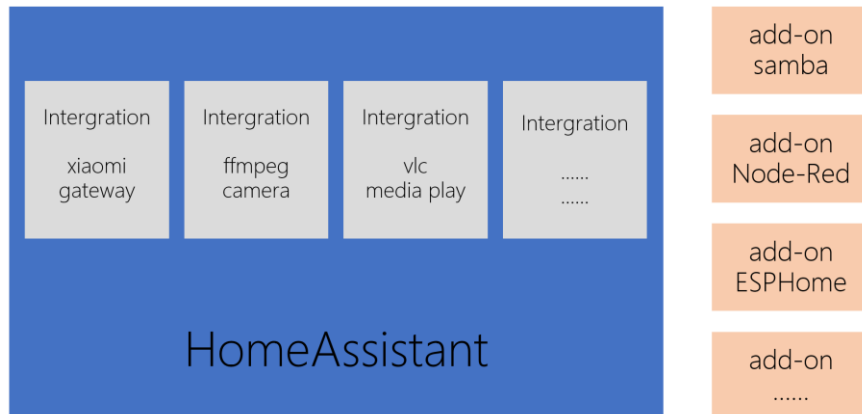 Intergration
xiaomi
gateway
Intergration
ffmpeg
camera
Intergration
vlc
media play
Intergration
......
......
HomeAssistant
add-on
samba
add-on
Node-Red
add-on
ESPHome
add-on
......